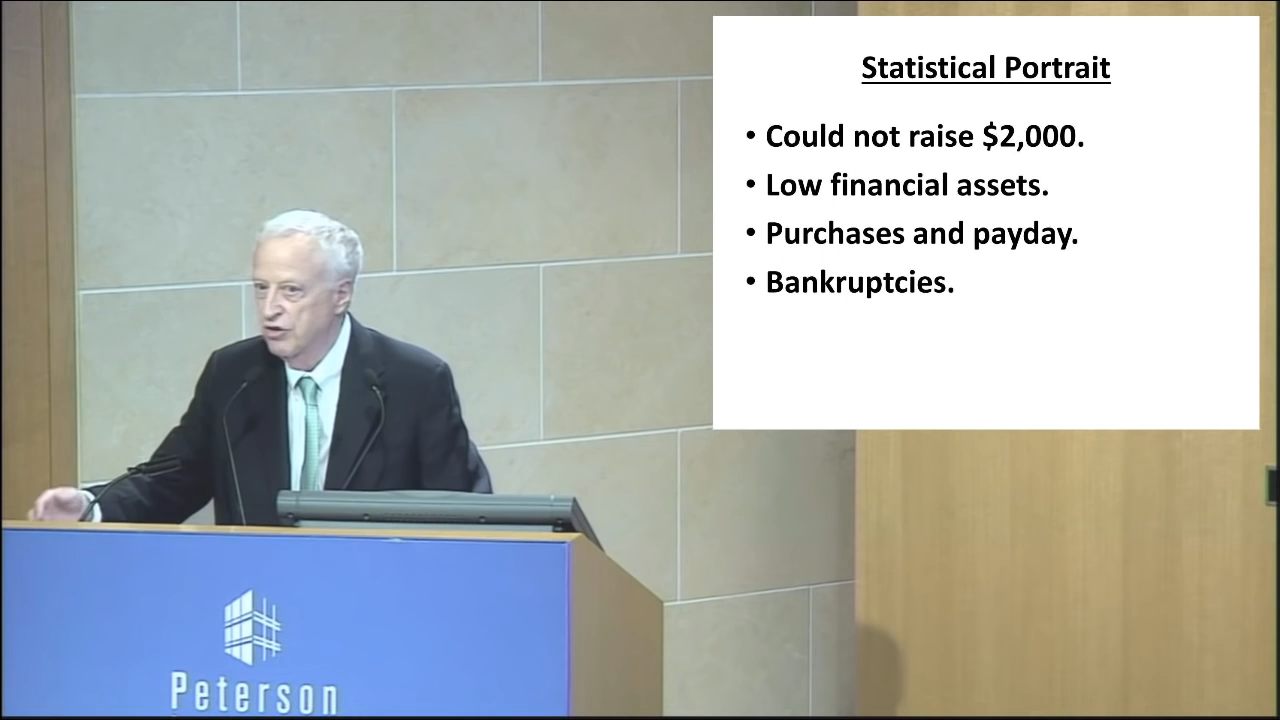 Statistical Portrait
• Could not raise $2,000.
• Low financial assets.
• Purchases and payday.
• Bankruptcies.
Peterson